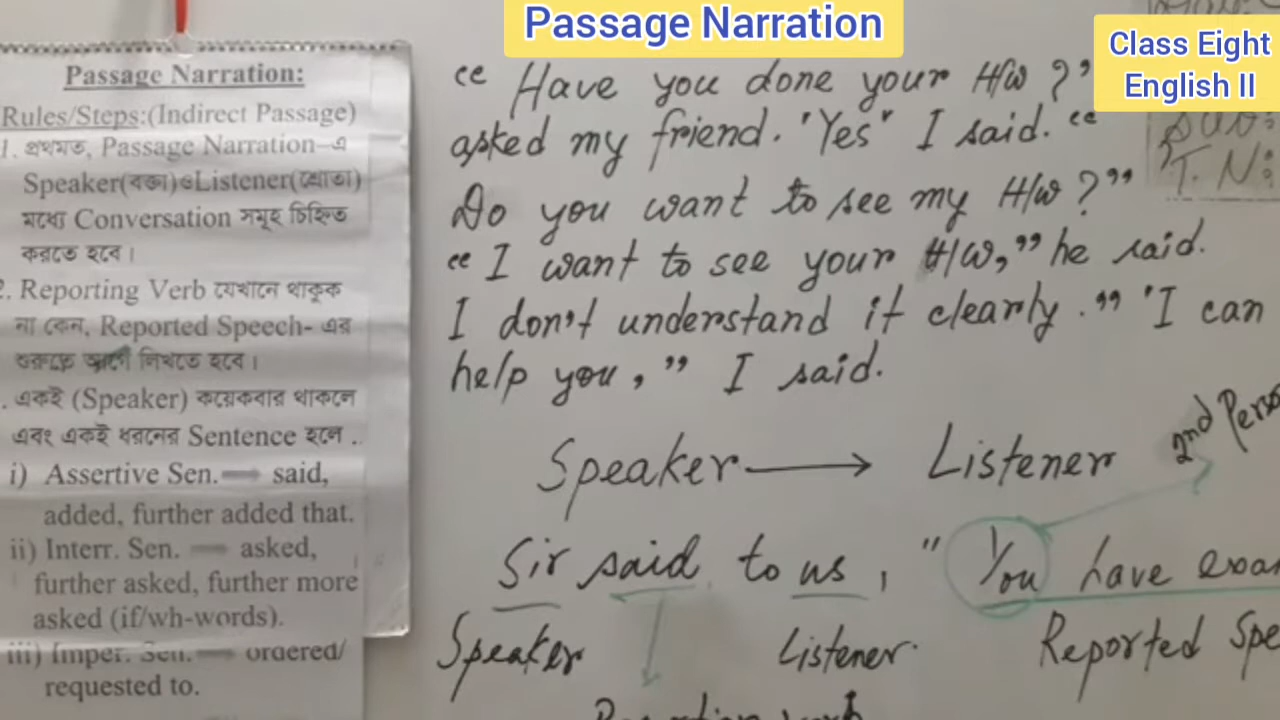 Passage Narration
Class Eight
English II
Passage Narration:
Rules/Steps:(Indirect Passage)
1. প্রথমত, Passage Narration–এ
Speaker(বক্তা)ওListener(শ্রোতা)
মধ্যে Conversation সমূহ চিহ্নিত
করতে হবে।
2. Reporting Verb যেখানে থাকুক
না কেন, Reported Speech- এর
শুরুতে আগে লিখতে হবে।
. একই (Speaker) কয়েকবার থাকলে
এবং একই ধরনের Sentence হলে ..
i) Assertive Sen. said,
added, further added that.
ii) Interr. Sen. asked,
further asked, further more
asked (if/wh-words).
iii) Imper. Sen. ordered/
requested to.
“ Have you done your H/W ?”
asked my friend. "Yes" I said. “
Do you want to see my H/W ?”
“ I want to see your H/W,” he said.
I don't understand it clearly.” 'I can
help you,” I said.
Speaker → Listener
2nd Perso
Sir said to us, " You have exa
Speaker Listener. Reported Spe